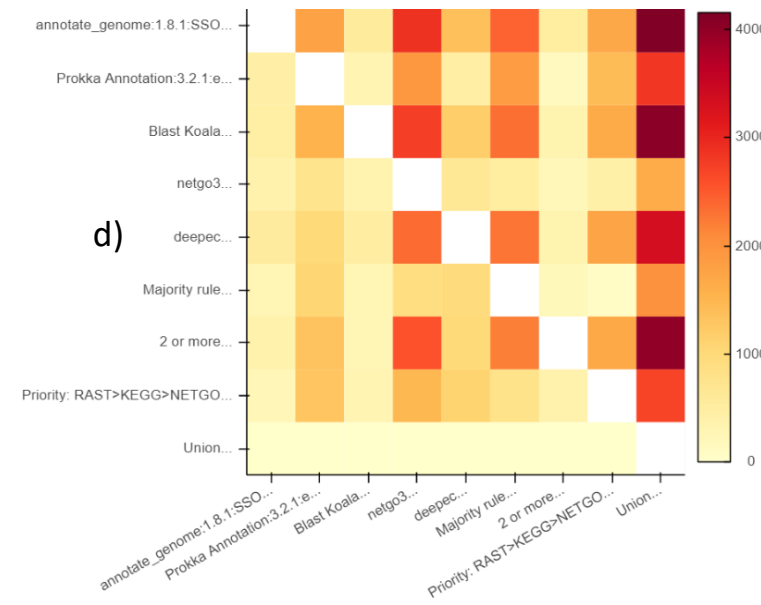 annotate_genome:1.8.1:SSO...
Prokka Annotation:3.2.1:e...
Blast Koala...
netgo3...
d)
deepec...
Majority rule...
2 or more...
Priority: RAST>KEGG>NETGO...
Union...
4000
3000
2000
1000
0
annotate_genome:1.8.1:SSO...
Prokka Annotation:3.2.1:e...
Blast Koala...
netgo3...
deepec...
Majority rule...
2 or more...
Priority: RAST>KEGG>NETGO...
Union...